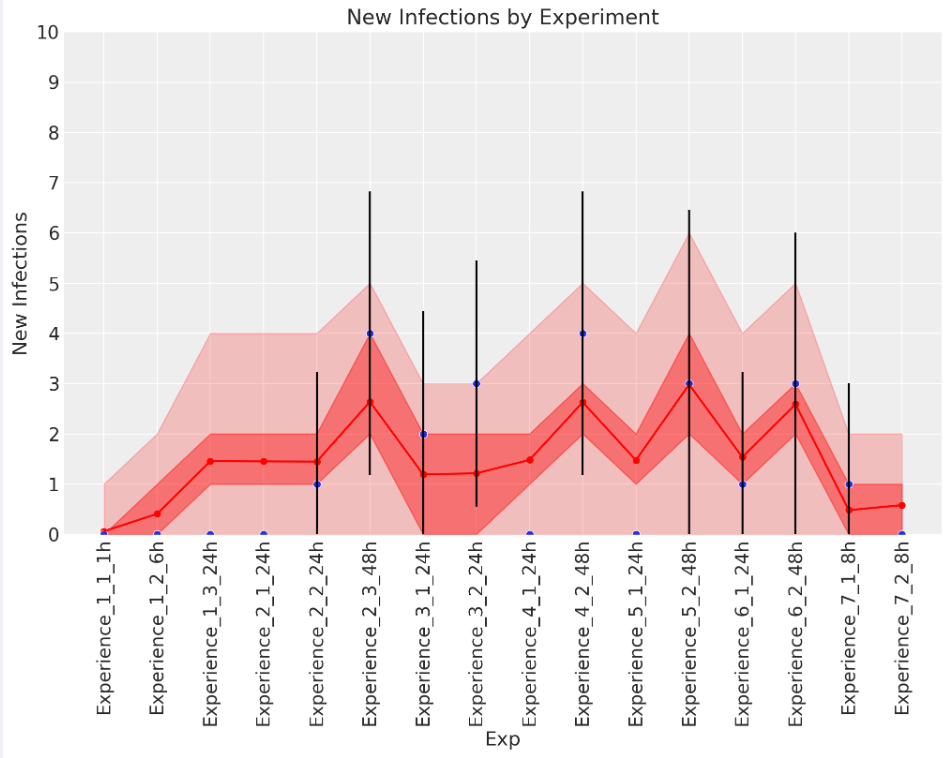 New Infections by Experiment
10
9
8
7
6
5
4
3
2
1
0
New Infections
Experience_1_1_1h
Experience_1_2_6h
Experience_1_3_24h
Experience_2_1_24h
Experience_2_2_24h
Experience_2_3_48h
Experience_3_1_24h
Experience_3_2_24h
Experience_4_1_24h
Experience_4_2_48h
Experience_5_1_24h
Experience_5_2_48h
Experience_6_1_24h
Experience_6_2_48h
Experience_7_1_8h
Experience_7_2_8h
Exp